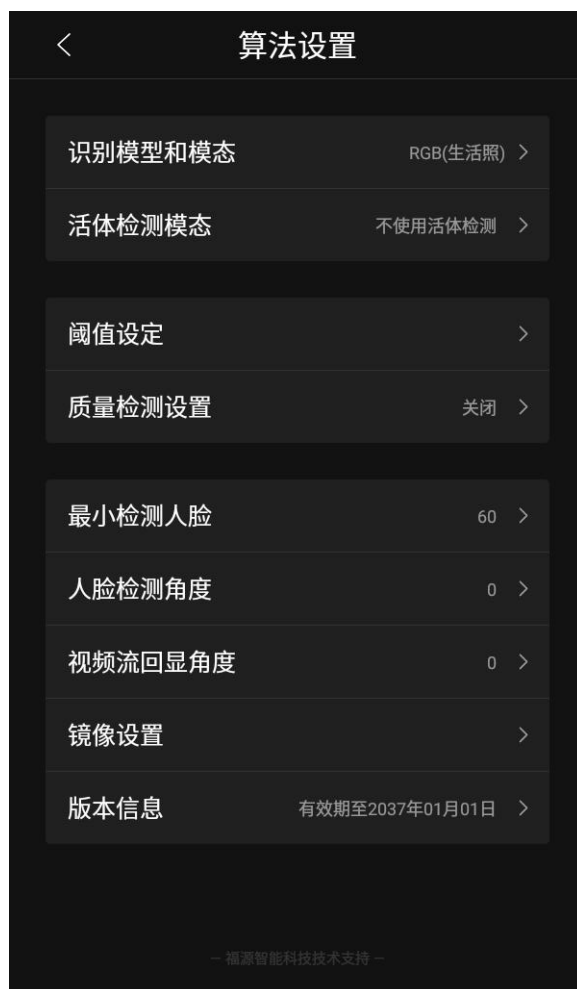 算法设置
识别模型和模态 RGB(生活照)
活体检测模态 不使用活体检测
阈值设定
质量检测设置 关闭
最小检测人脸 60
人脸检测角度 0
视频流回显角度 0
镜像设置
版本信息 有效期至2037年01月01日
— 福源智能科技技术支持 —